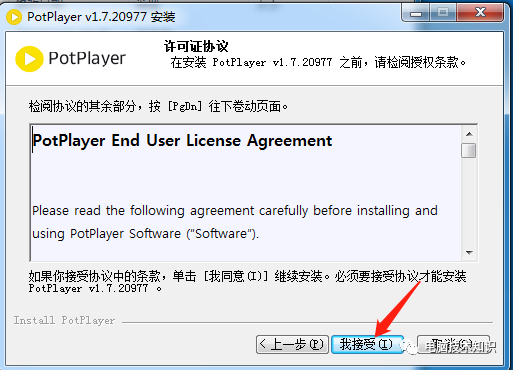 PotPlayer v1.7.20977 安装
PotPlayer
许可证协议
在安装 PotPlayer v1.7.20977 之前，请检阅授权条款。
检阅协议的其余部分，按 [PgDn] 往下卷动页面。
PotPlayer End User License Agreement
Please read the following agreement carefully before installing and
using PotPlayer Software ("Software").
如果你接受协议中的条款，单击 [我同意(I)] 继续安装。必须要接受协议才能安装
PotPlayer v1.7.20977 。
Install PotPlayer
< 上一步(P)
我接受(I)
电脑技术知识